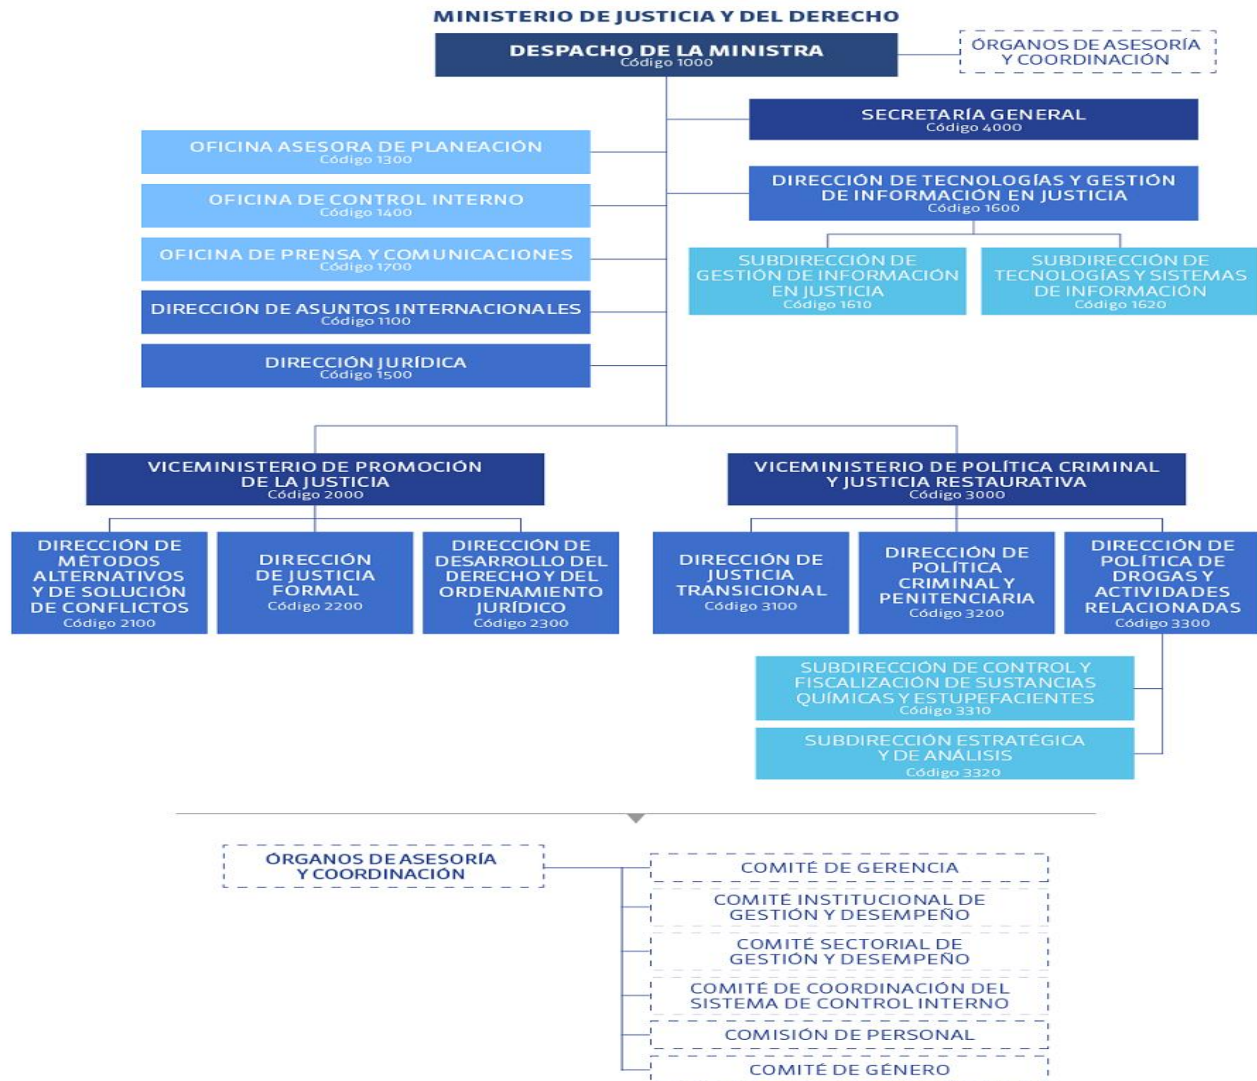 MINISTERIO DE JUSTICIA Y DEL DERECHO
DESPACHO DE LA MINISTRA
Código 1000
ÓRGANOS DE ASESORÍA
Y COORDINACIÓN
SECRETARÍA GENERAL
Código 4000
OFICINA ASESORA DE PLANEACIÓN
Código 1300
OFICINA DE CONTROL INTERNO
Código 1400
OFICINA DE PRENSA Y COMUNICACIONES
Código 1700
DIRECCIÓN DE ASUNTOS INTERNACIONALES
Código 1100
DIRECCIÓN JURÍDICA
Código 1500
DIRECCIÓN DE TECNOLOGÍAS Y GESTIÓN
DE INFORMACIÓN EN JUSTICIA
Código 1600
SUBDIRECCIÓN DE
GESTIÓN DE INFORMACIÓN
EN JUSTICIA
Código 1610
SUBDIRECCIÓN DE
TECNOLOGÍAS Y SISTEMAS
DE INFORMACIÓN
Código 1620
VICEMINISTERIO DE PROMOCIÓN
DE LA JUSTICIA
Código 2000
DIRECCIÓN DE
MÉTODOS
ALTERNATIVOS
Y DE SOLUCIÓN
DE CONFLICTOS
Código 2100
DIRECCIÓN
DE JUSTICIA
FORMAL
Código 2200
DIRECCIÓN DE
DESARROLLO DEL
DERECHO Y DEL
ORDENAMIENTO
JURÍDICO
Código 2300
VICEMINISTERIO DE POLÍTICA CRIMINAL
Y JUSTICIA RESTAURATIVA
Código 3000
DIRECCIÓN DE
JUSTICIA
TRANSICIONAL
Código 3100
DIRECCIÓN DE
POLÍTICA
CRIMINAL Y
PENITENCIARIA
Código 3200
DIRECCIÓN DE
POLÍTICA DE
DROGAS Y
ACTIVIDADES
RELACIONADAS
Código 3300
SUBDIRECCIÓN DE CONTROL Y
FISCALIZACIÓN DE SUSTANCIAS
QUÍMICAS Y ESTUPEFACIENTES
Código 3310
SUBDIRECCIÓN ESTRATÉGICA
Y DE ANÁLISIS
Código 3320
ÓRGANOS DE ASESORÍA
Y COORDINACIÓN
COMITÉ DE GERENCIA
COMITÉ INSTITUCIONAL DE
GESTIÓN Y DESEMPEÑO
COMITÉ SECTORIAL DE
GESTIÓN Y DESEMPEÑO
COMITÉ DE COORDINACIÓN DEL
SISTEMA DE CONTROL INTERNO
COMISIÓN DE PERSONAL
COMITÉ DE GÉNERO